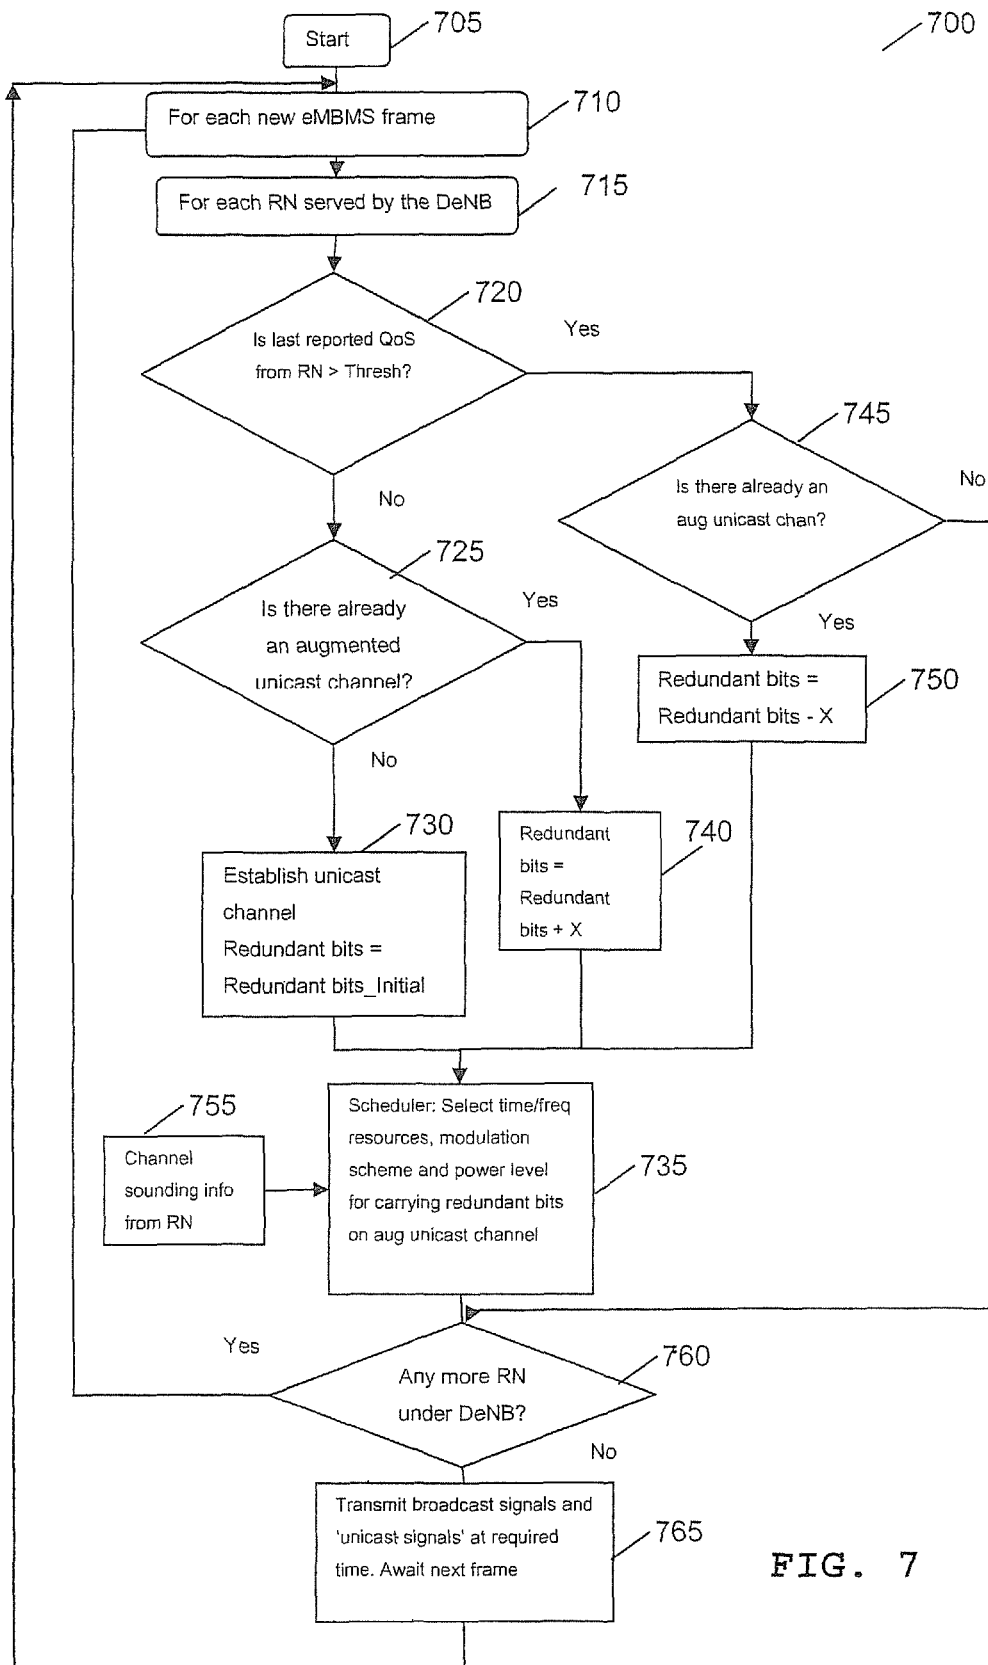 705
700
Start
710
For each new eMBMS frame
715
For each RN served by the DeNB
720
Is last reported QoS
from RN > Thresh?
Yes
No
745
Is there already an
aug unicast chan?
No
Yes
725
Is there already
an augmented
unicast channel?
Yes
No
750
Redundant bits =
Redundant bits - X
730
Establish unicast
channel
Redundant bits =
Redundant bits_Initial
740
Redundant
bits =
Redundant
bits + X
755
Channel
sounding info
from RN
735
Scheduler: Select time/freq
resources, modulation
scheme and power level
for carrying redundant bits
on aug unicast channel
760
Any more RN
under DeNB?
Yes
No
765
Transmit broadcast signals and
'unicast signals' at required
time. Await next frame
FIG. 7